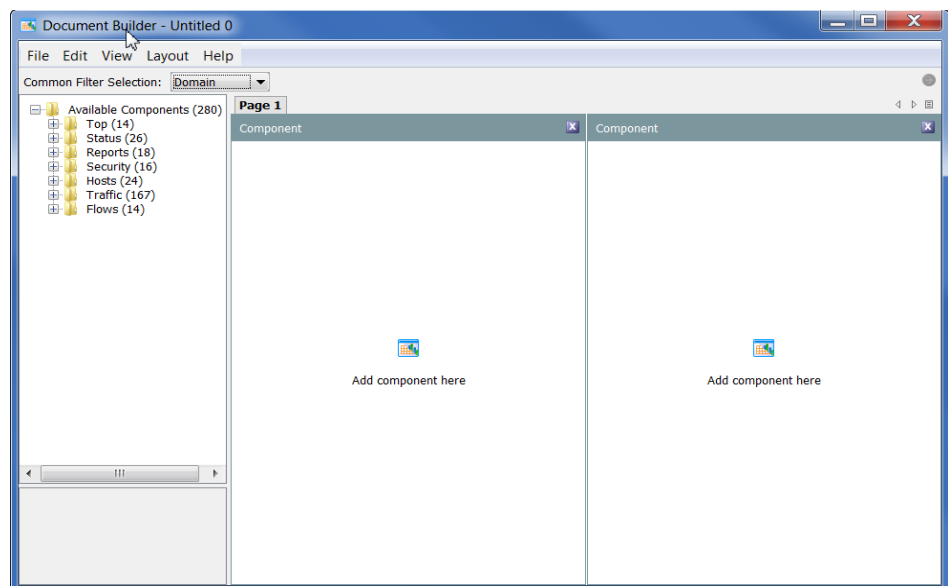 Document Builder - Untitled 0
File Edit View Layout Help
Common Filter Selection: Domain
Available Components (280)
Top (14)
Status (26)
Reports (18)
Security (16)
Hosts (24)
Traffic (167)
Flows (14)
Page 1
Component
Component
Add component here
Add component here